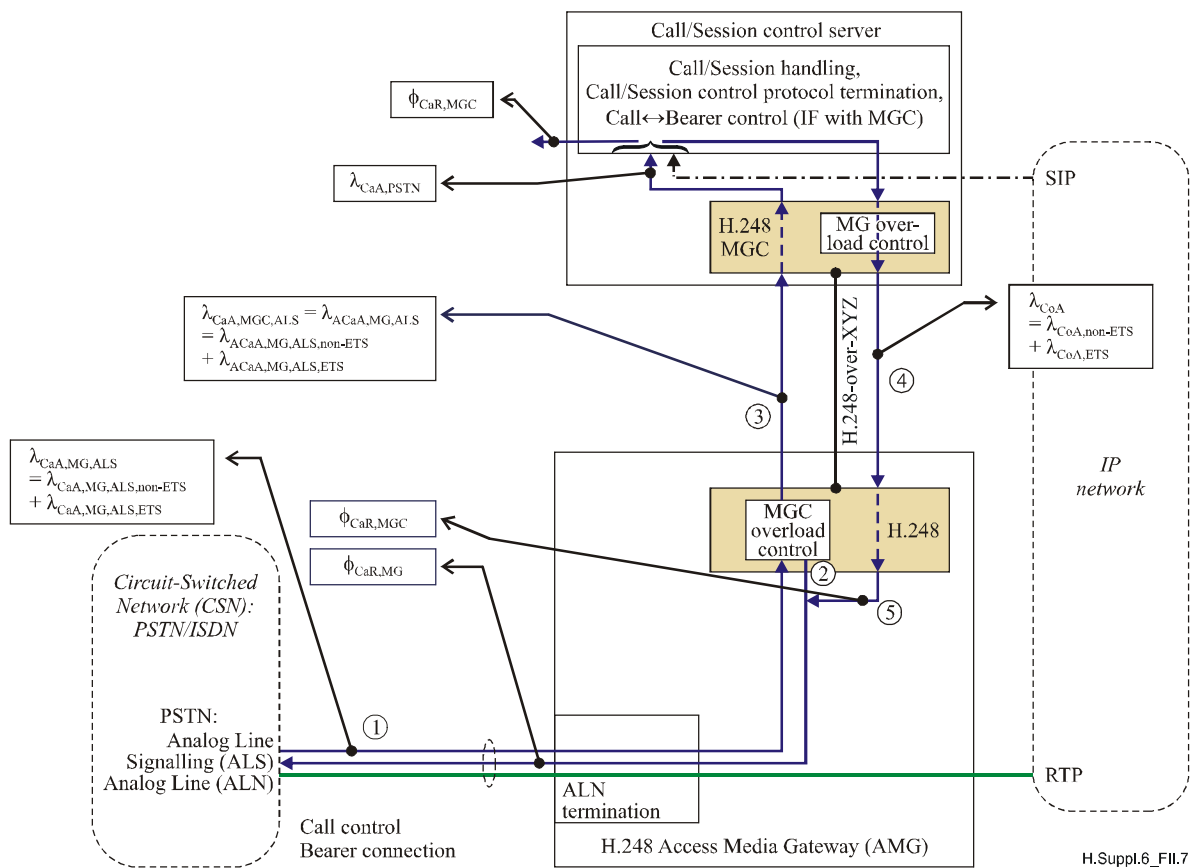 Call/Session control server
Call/Session handling,
Call/Session control protocol termination,
Call↔Bearer control (IF with MGC)
ϕCaR,MGC
λCaA,PSTN
SIP
H.248
MGC
MG over-
load control
λCaA,MGC,ALS = λACaA,MG,ALS
= λACaA,MG,ALS,non-ETS
+ λACaA,MG,ALS,ETS
λCoA
= λCoA,non-ETS
+ λCoA,ETS
H.248-over-XYZ
4
3
λCaA,MG,ALS
= λCaA,MG,ALS,non-ETS
+ λCaA,MG,ALS,ETS
IP
network
ϕCaR,MGC
ϕCaR,MG
MGC
overload
control
H.248
2
5
Circuit-Switched
Network (CSN):
PSTN/ISDN
1
PSTN:
Analog Line
Signalling (ALS)
Analog Line (ALN)
RTP
ALN
termination
Call control
Bearer connection
H.248 Access Media Gateway (AMG)
H.Suppl.6_FII.7